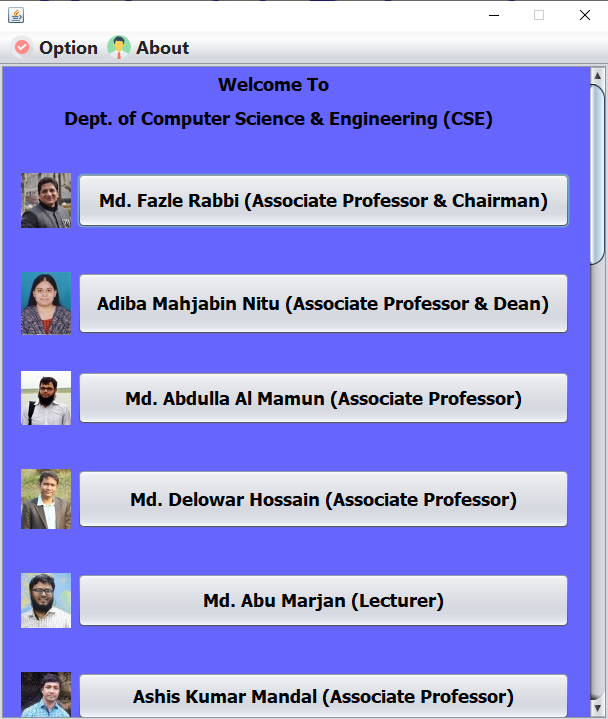 Option About
Welcome To
Dept. of Computer Science & Engineering (CSE)
Md. Fazle Rabbi (Associate Professor & Chairman)
Adiba Mahjabin Nitu (Associate Professor & Dean)
Md. Abdulla Al Mamun (Associate Professor)
Md. Delowar Hossain (Associate Professor)
Md. Abu Marjan (Lecturer)
Ashis Kumar Mandal (Associate Professor)